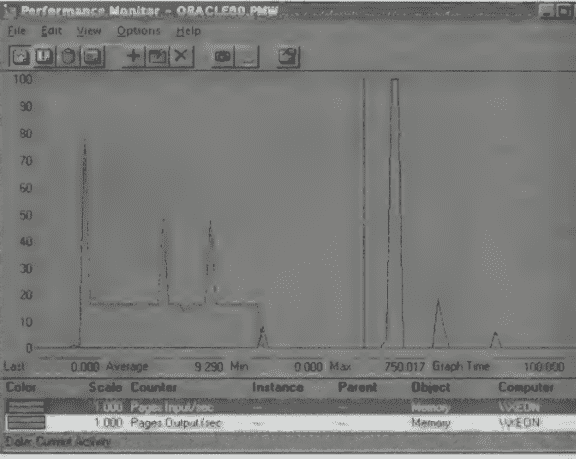 Performance Monitor - ORACLE80.PMW
File Edit View Options Help
100
90
80
70
60
50
40
30
20
10
0
Last 0.000 Average 9.290 Min 0.000 Max 750.017 Graph Time 100.000
Color Scale Counter Instance Parent Object Computer
1.000 Pages Input/sec --- --- Memory \\XEON
1.000 Pages Output/sec --- --- Memory \\XEON
Data: Current Activity